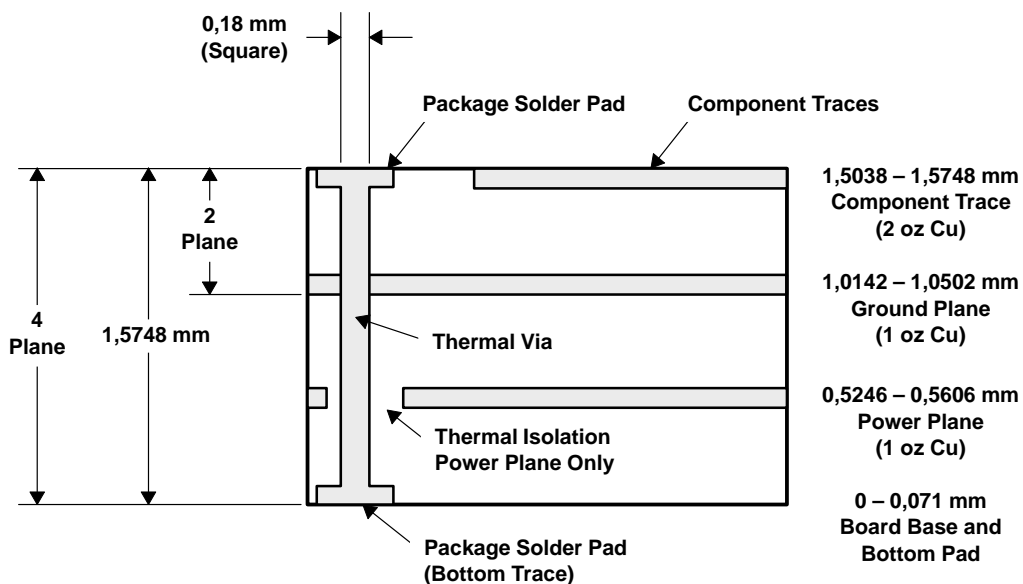 0,18 mm
(Square)
Package Solder Pad
Component Traces
2
Plane
4
Plane
1,5748 mm
Thermal Via
Thermal Isolation
Power Plane Only
Package Solder Pad
(Bottom Trace)
1,5038 – 1,5748 mm
Component Trace
(2 oz Cu)
1,0142 – 1,0502 mm
Ground Plane
(1 oz Cu)
0,5246 – 0,5606 mm
Power Plane
(1 oz Cu)
0 – 0,071 mm
Board Base and
Bottom Pad